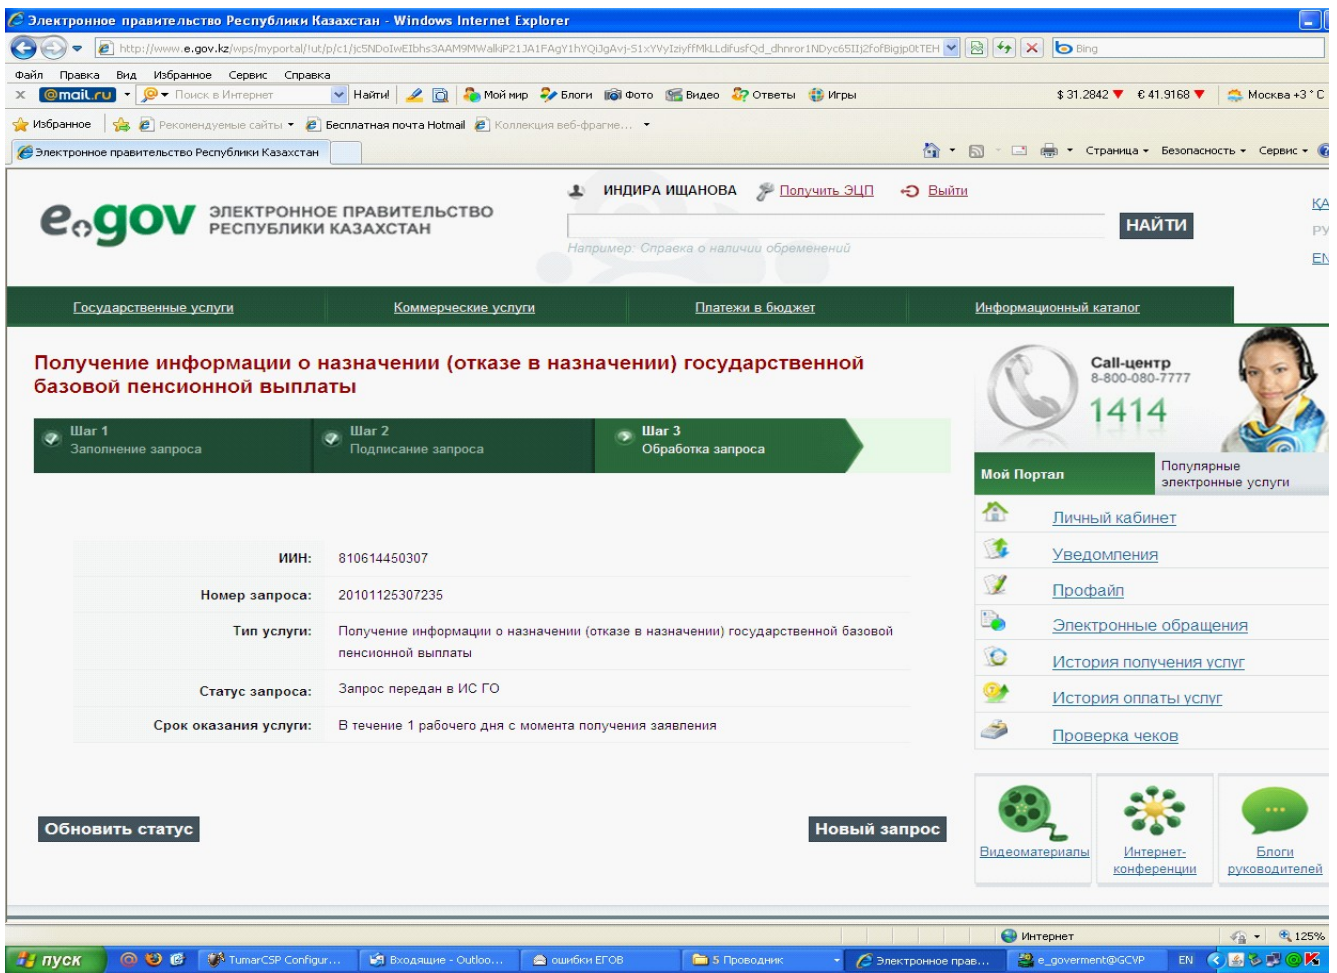 Электронное правительство Республики Казахстан - Windows Internet Explorer
Файл Правка Вид Избранное Сервис Справка
@mail.ru Поиск в Интернет Найти! Мой мир Блоги Фото Видео Ответы Игры $ 31.2842 € 41.9168 Москва +3 °C
Избранное Рекомендуемые сайты Бесплатная почта Hotmail Коллекция веб-фрагме...
Электронное правительство Республики Казахстан Страница Безопасность Сервис
ИНДИРА ИЩАНОВА Получить ЭЦП Выйти
e.gov ЭЛЕКТРОННОЕ ПРАВИТЕЛЬСТВО
РЕСПУБЛИКИ КАЗАХСТАН
НАЙТИ
Например: Справка о наличии обременений
ҚА
РУ
EN
Государственные услуги Коммерческие услуги Платежи в бюджет Информационный каталог
Получение информации о назначении (отказе в назначении) государственной
базовой пенсионной выплаты
Шаг 1
Заполнение запроса
Шаг 2
Подписание запроса
Шаг 3
Обработка запроса
ИИН: 810614450307
Номер запроса: 20101125307235
Тип услуги: Получение информации о назначении (отказе в назначении) государственной базовой
пенсионной выплаты
Статус запроса: Запрос передан в ИС ГО
Срок оказания услуги: В течение 1 рабочего дня с момента получения заявления
Обновить статус Новый запрос
Call-центр
8-800-080-7777
1414
Мой Портал
Популярные
электронные услуги
Личный кабинет
Уведомления
Профайл
Электронные обращения
История получения услуг
История оплаты услуг
Проверка чеков
Видеоматериалы
Интернет-
конференции
Блоги
руководителей
Интернет 125%
пуск TumarCSP Configur... Входящие - Outloo... ошибки ЕГОВ 5 Проводник Электронное прав... e_goverment@GCVP EN